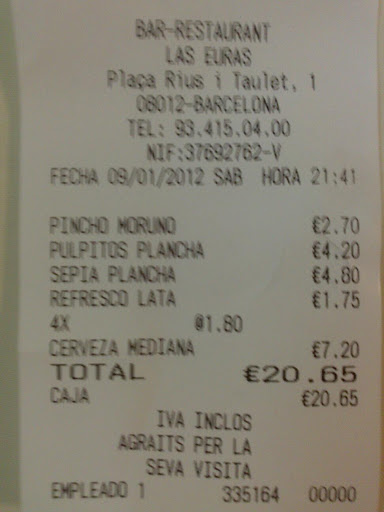 BAR-RESTAURANT
LAS EURAS
Plaça Rius i Taulet, 1
08012-BARCELONA
TEL: 93.415.04.00
NIF:37692762-V
FECHA 09/01/2012 SAB HORA 21:41
PINCHO MORUNO €2.70
PULPITOS PLANCHA €4.20
SEPIA PLANCHA €4.80
REFRESCO LATA €1.75
4X @1.80
CERVEZA MEDIANA €7.20
TOTAL €20.65
CAJA €20.65
IVA INCLOS
AGRAITS PER LA
SEVA VISITA
EMPLEADO 1 335164 00000